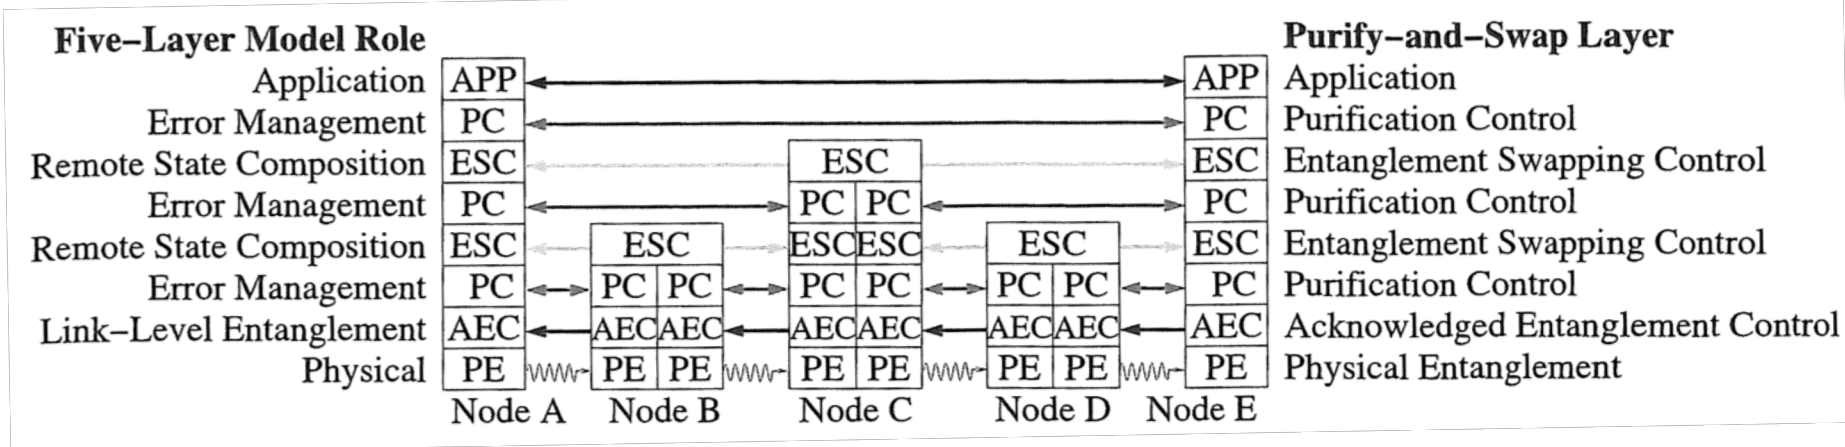 Five–Layer Model Role Purify–and–Swap Layer
Application APP APP Application
Error Management PC PC Purification Control
Remote State Composition ESC ESC ESC Entanglement Swapping Control
Error Management PC PC PC PC Purification Control
Remote State Composition ESC ESC ESC ESC ESC ESC Entanglement Swapping Control
Error Management PC PC PC PC PC PC PC PC Purification Control
Link–Level Entanglement AEC AEC AEC AEC AEC AEC AEC AEC Acknowledged Entanglement Control
Physical PE PE PE PE PE PE PE PE Physical Entanglement
Node A Node B Node C Node D Node E